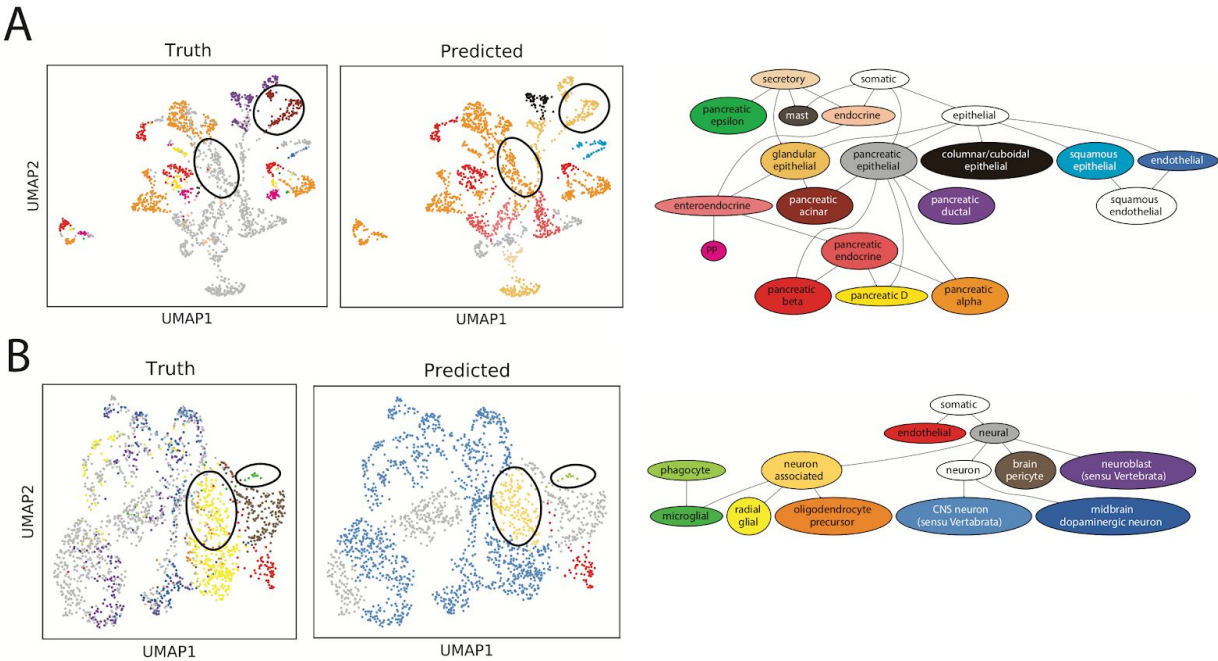 A
Truth
Predicted
UMAP2
UMAP1
UMAP1
secretory
somatic
pancreatic
epsilon
mast
endocrine
epithelial
glandular
epithelial
pancreatic
epithelial
columnar/cuboidal
epithelial
squamous
epithelial
endothelial
enteroendocrine
pancreatic
acinar
pancreatic
ductal
squamous
endothelial
PP
pancreatic
endocrine
pancreatic
beta
pancreatic D
pancreatic
alpha
B
Truth
Predicted
UMAP2
UMAP1
UMAP1
somatic
endothelial
neural
phagocyte
neuron
associated
neuron
brain
pericyte
neuroblast
(sensu Vertebrata)
microglial
radial
glial
oligodendrocyte
precursor
CNS neuron
(sensu Vertabrata)
midbrain
dopaminergic neuron